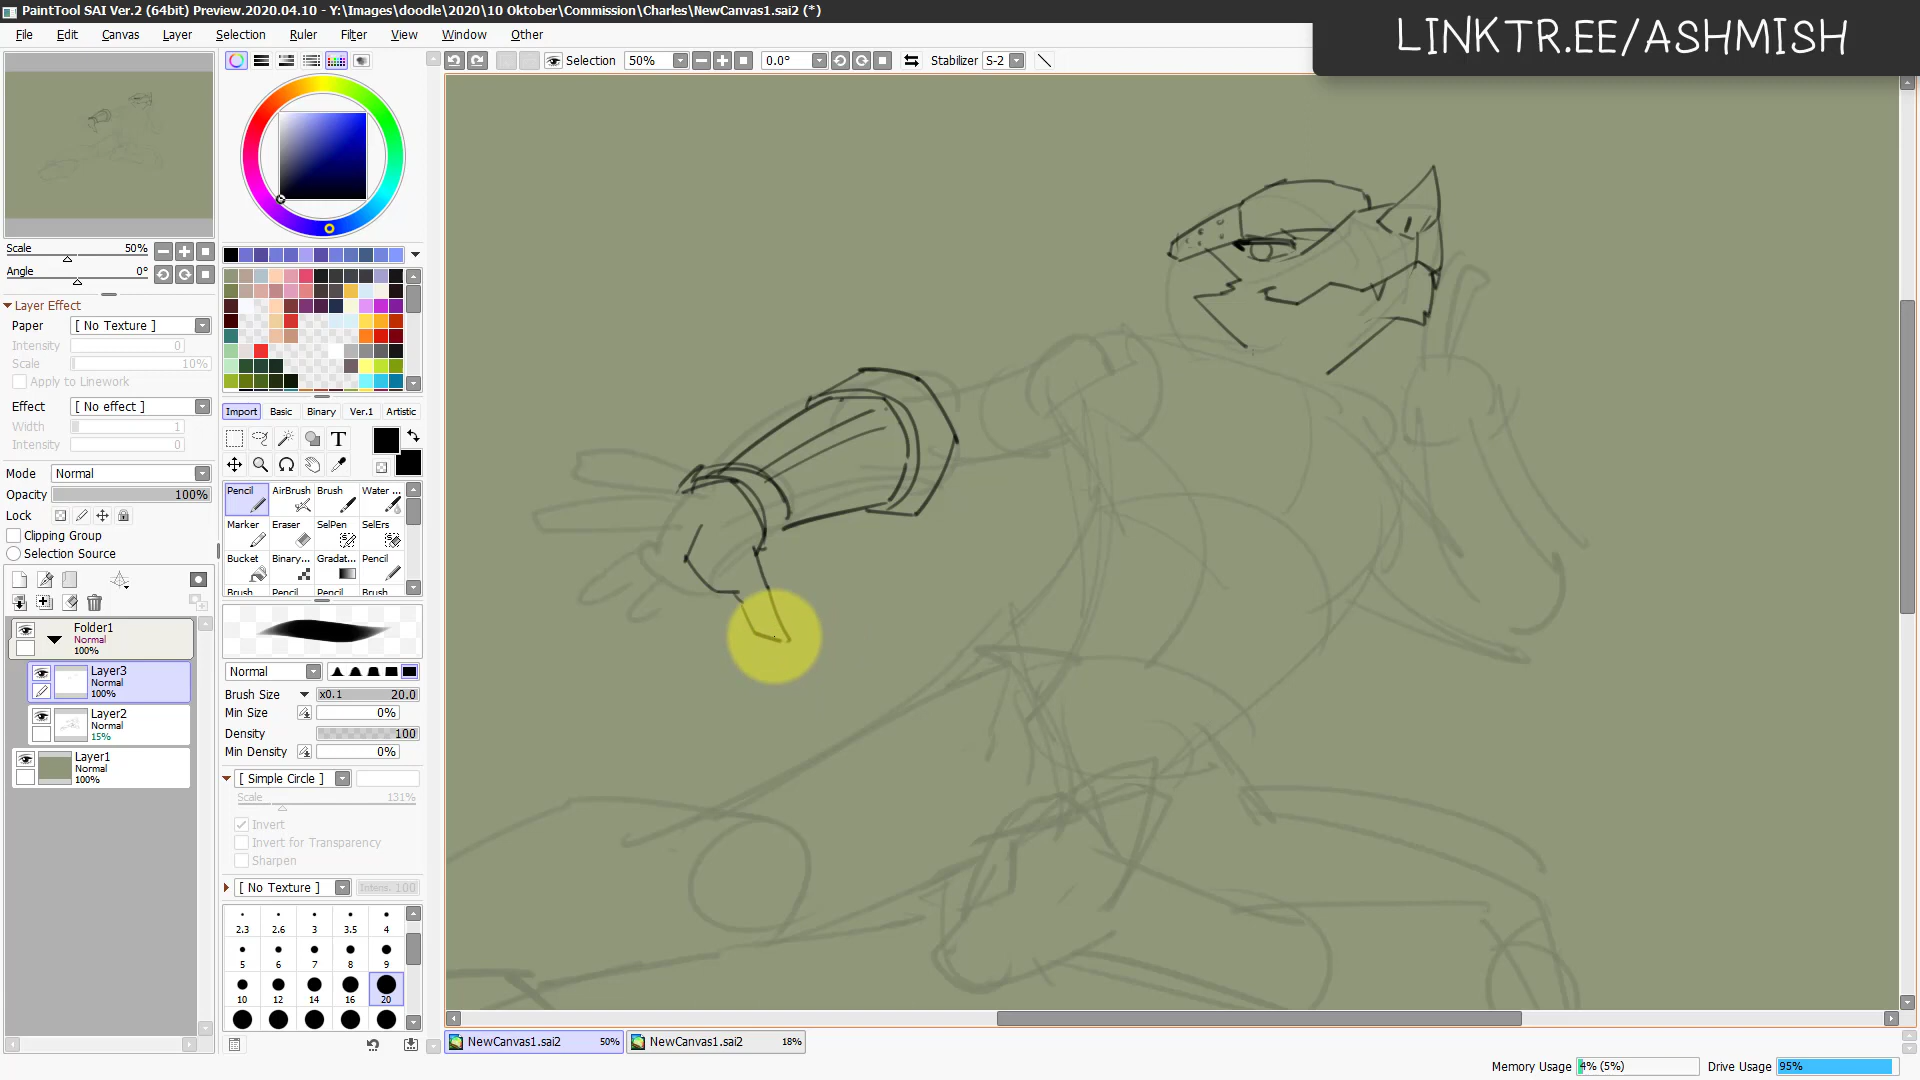 PaintTool SAI Ver.2 (64bit) Preview.2020.04.10 - Y:\Images\doodle\2020\10 Oktober\Commission\Charles\NewCanvas1.sai2 (*)
LINKTR.EE/ASHMISH
File Edit Canvas Layer Selection Ruler Filter View Window Other
Selection 50% 0.0° Stabilizer S-2
Scale 50%
Angle 0°
Layer Effect
Paper [ No Texture ]
Intensity 0
Scale 10%
Apply to Linework
Effect [ No effect ]
Width 1
Intensity 0
Mode Normal
Opacity 100%
Lock
Clipping Group
Selection Source
Folder1
Normal
100%
Layer3
Normal
100%
Layer2
Normal
15%
Layer1
Normal
100%
Import Basic Binary Ver.1 Artistic
T
Pencil AirBrush Brush Water ...
Marker Eraser SelPen SelErs
Bucket Binary... Gradat... Pencil
Brush Pencil Pencil Brush
Normal
Brush Size x0.1 20.0
Min Size 0%
Density 100
Min Density 0%
[ Simple Circle ]
Scale 131%
Invert
Invert for Transparency
Sharpen
[ No Texture ] Intens. 100
2.3 2.6 3 3.5 4
5 6 7 8 9
10 12 14 16 20
NewCanvas1.sai2 50% NewCanvas1.sai2 18%
Memory Usage 4% (5%) Drive Usage 95%